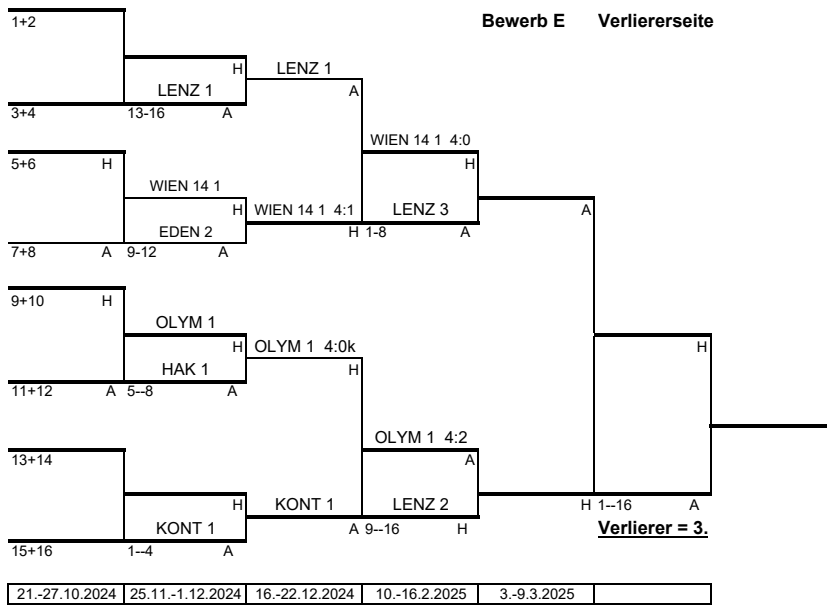 1+2
Bewerb E Verliererseite
H LENZ 1
LENZ 1 A
3+4 13-16 A
WIEN 14 1 4:0
5+6 H H
WIEN 14 1
H WIEN 14 1 4:1 LENZ 3 A
EDEN 2 H 1-8 A
7+8 A 9-12 A
9+10 H
OLYM 1
H OLYM 1 4:0k H
HAK 1 H
11+12 A 5--8 A
OLYM 1 4:2
13+14 A
H KONT 1 LENZ 2 H 1--16 A
KONT 1 A 9--16 H Verlierer = 3.
15+16 1--4 A
21.-27.10.2024 25.11.-1.12.2024 16.-22.12.2024 10.-16.2.2025 3.-9.3.2025